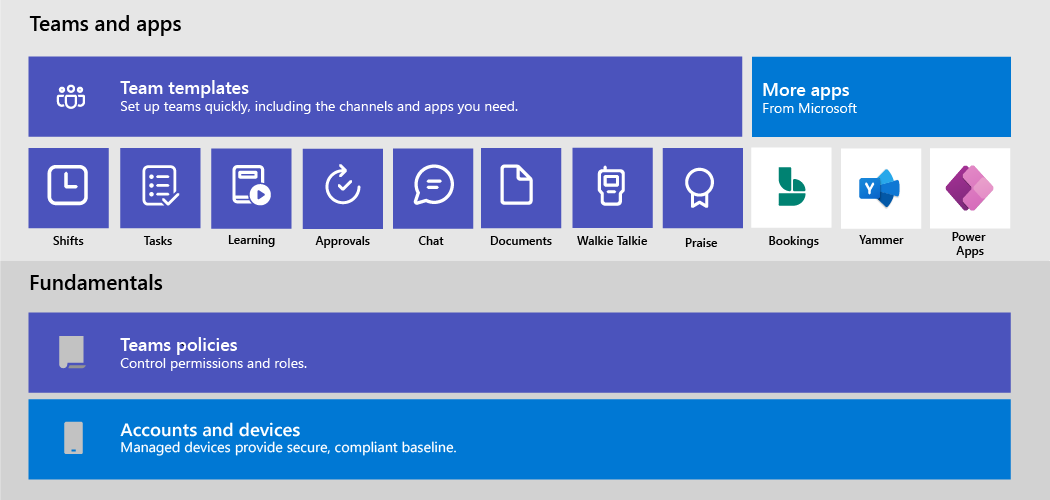 Teams and apps
Team templates
Set up teams quickly, including the channels and apps you need.
More apps
From Microsoft
Shifts
Tasks
Learning
Approvals
Chat
Documents
Walkie Talkie
Praise
Bookings
Y
Yammer
Power
Apps
Fundamentals
Teams policies
Control permissions and roles.
Accounts and devices
Managed devices provide secure, compliant baseline.